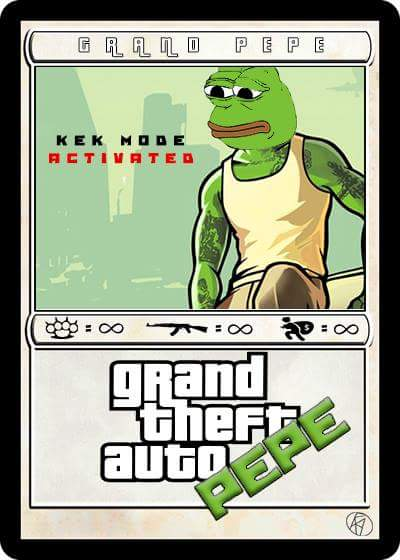 GRAND PEPE
KEK MODE
ACTIVATED
= ∞ = ∞ = ∞
grand
theft
auto
PEPE